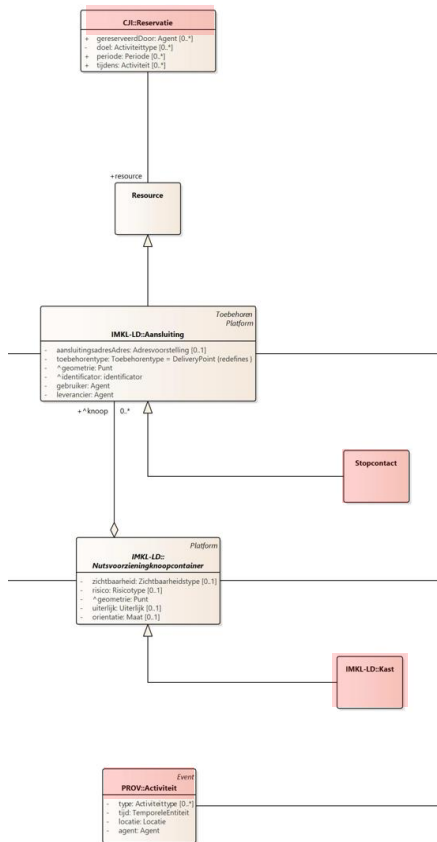 CJI::Reservatie
+ gereserveerdDoor: Agent [0..*]
- doel: Activiteittype [0..*]
+ periode: Periode [0..*]
+ tijdens: Activiteit [0..*]
+resource
Resource
Toebehoren
Platform
IMKL-LD::Aansluiting
- aansluitingsadresAdres: Adresvoorstelling [0..1]
- toebehorentype: Toebehorentype = DeliveryPoint {redefines }
- ^geometrie: Punt
- ^identificator: identificator
- gebruiker: Agent
- leverancier: Agent
+^knoop 0..*
Stopcontact
Platform
IMKL-LD::
Nutsvoorzieningknoopcontainer
- zichtbaarheid: Zichtbaarheidstype [0..1]
- risico: Risicotype [0..1]
- ^geometrie: Punt
- uiterlijk: Uiterlijk [0..1]
- orientatie: Maat [0..1]
IMKL-LD::Kast
Event
PROV::Activiteit
- type: Activiteittype [0..*]
- tijd: TemporeleEntiteit
- locatie: Locatie
- agent: Agent